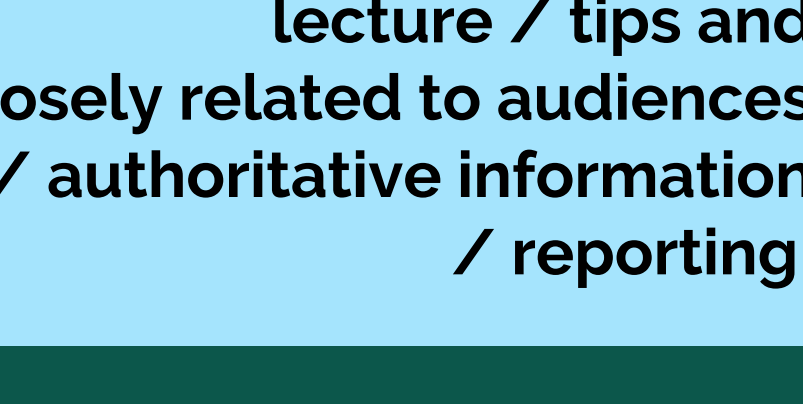 lecture / tips and
osely related to audiences
/ authoritative information
/ reporting